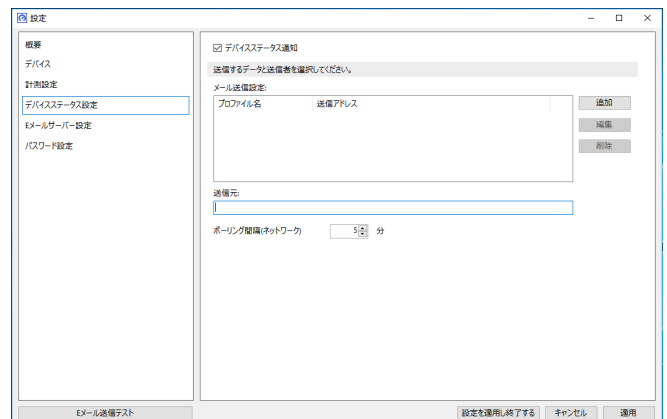 設定
概要
デバイス
計測設定
デバイスステータス設定
Eメールサーバー設定
パスワード設定
デバイスステータス通知
送信するデータと送信者を選択してください。
メール送信設定:
プロファイル名 送信アドレス
追加
編集
削除
送信元:
ポーリング間隔(ネットワーク) 5 分
Eメール送信テスト 設定を適用し終了する キャンセル 適用